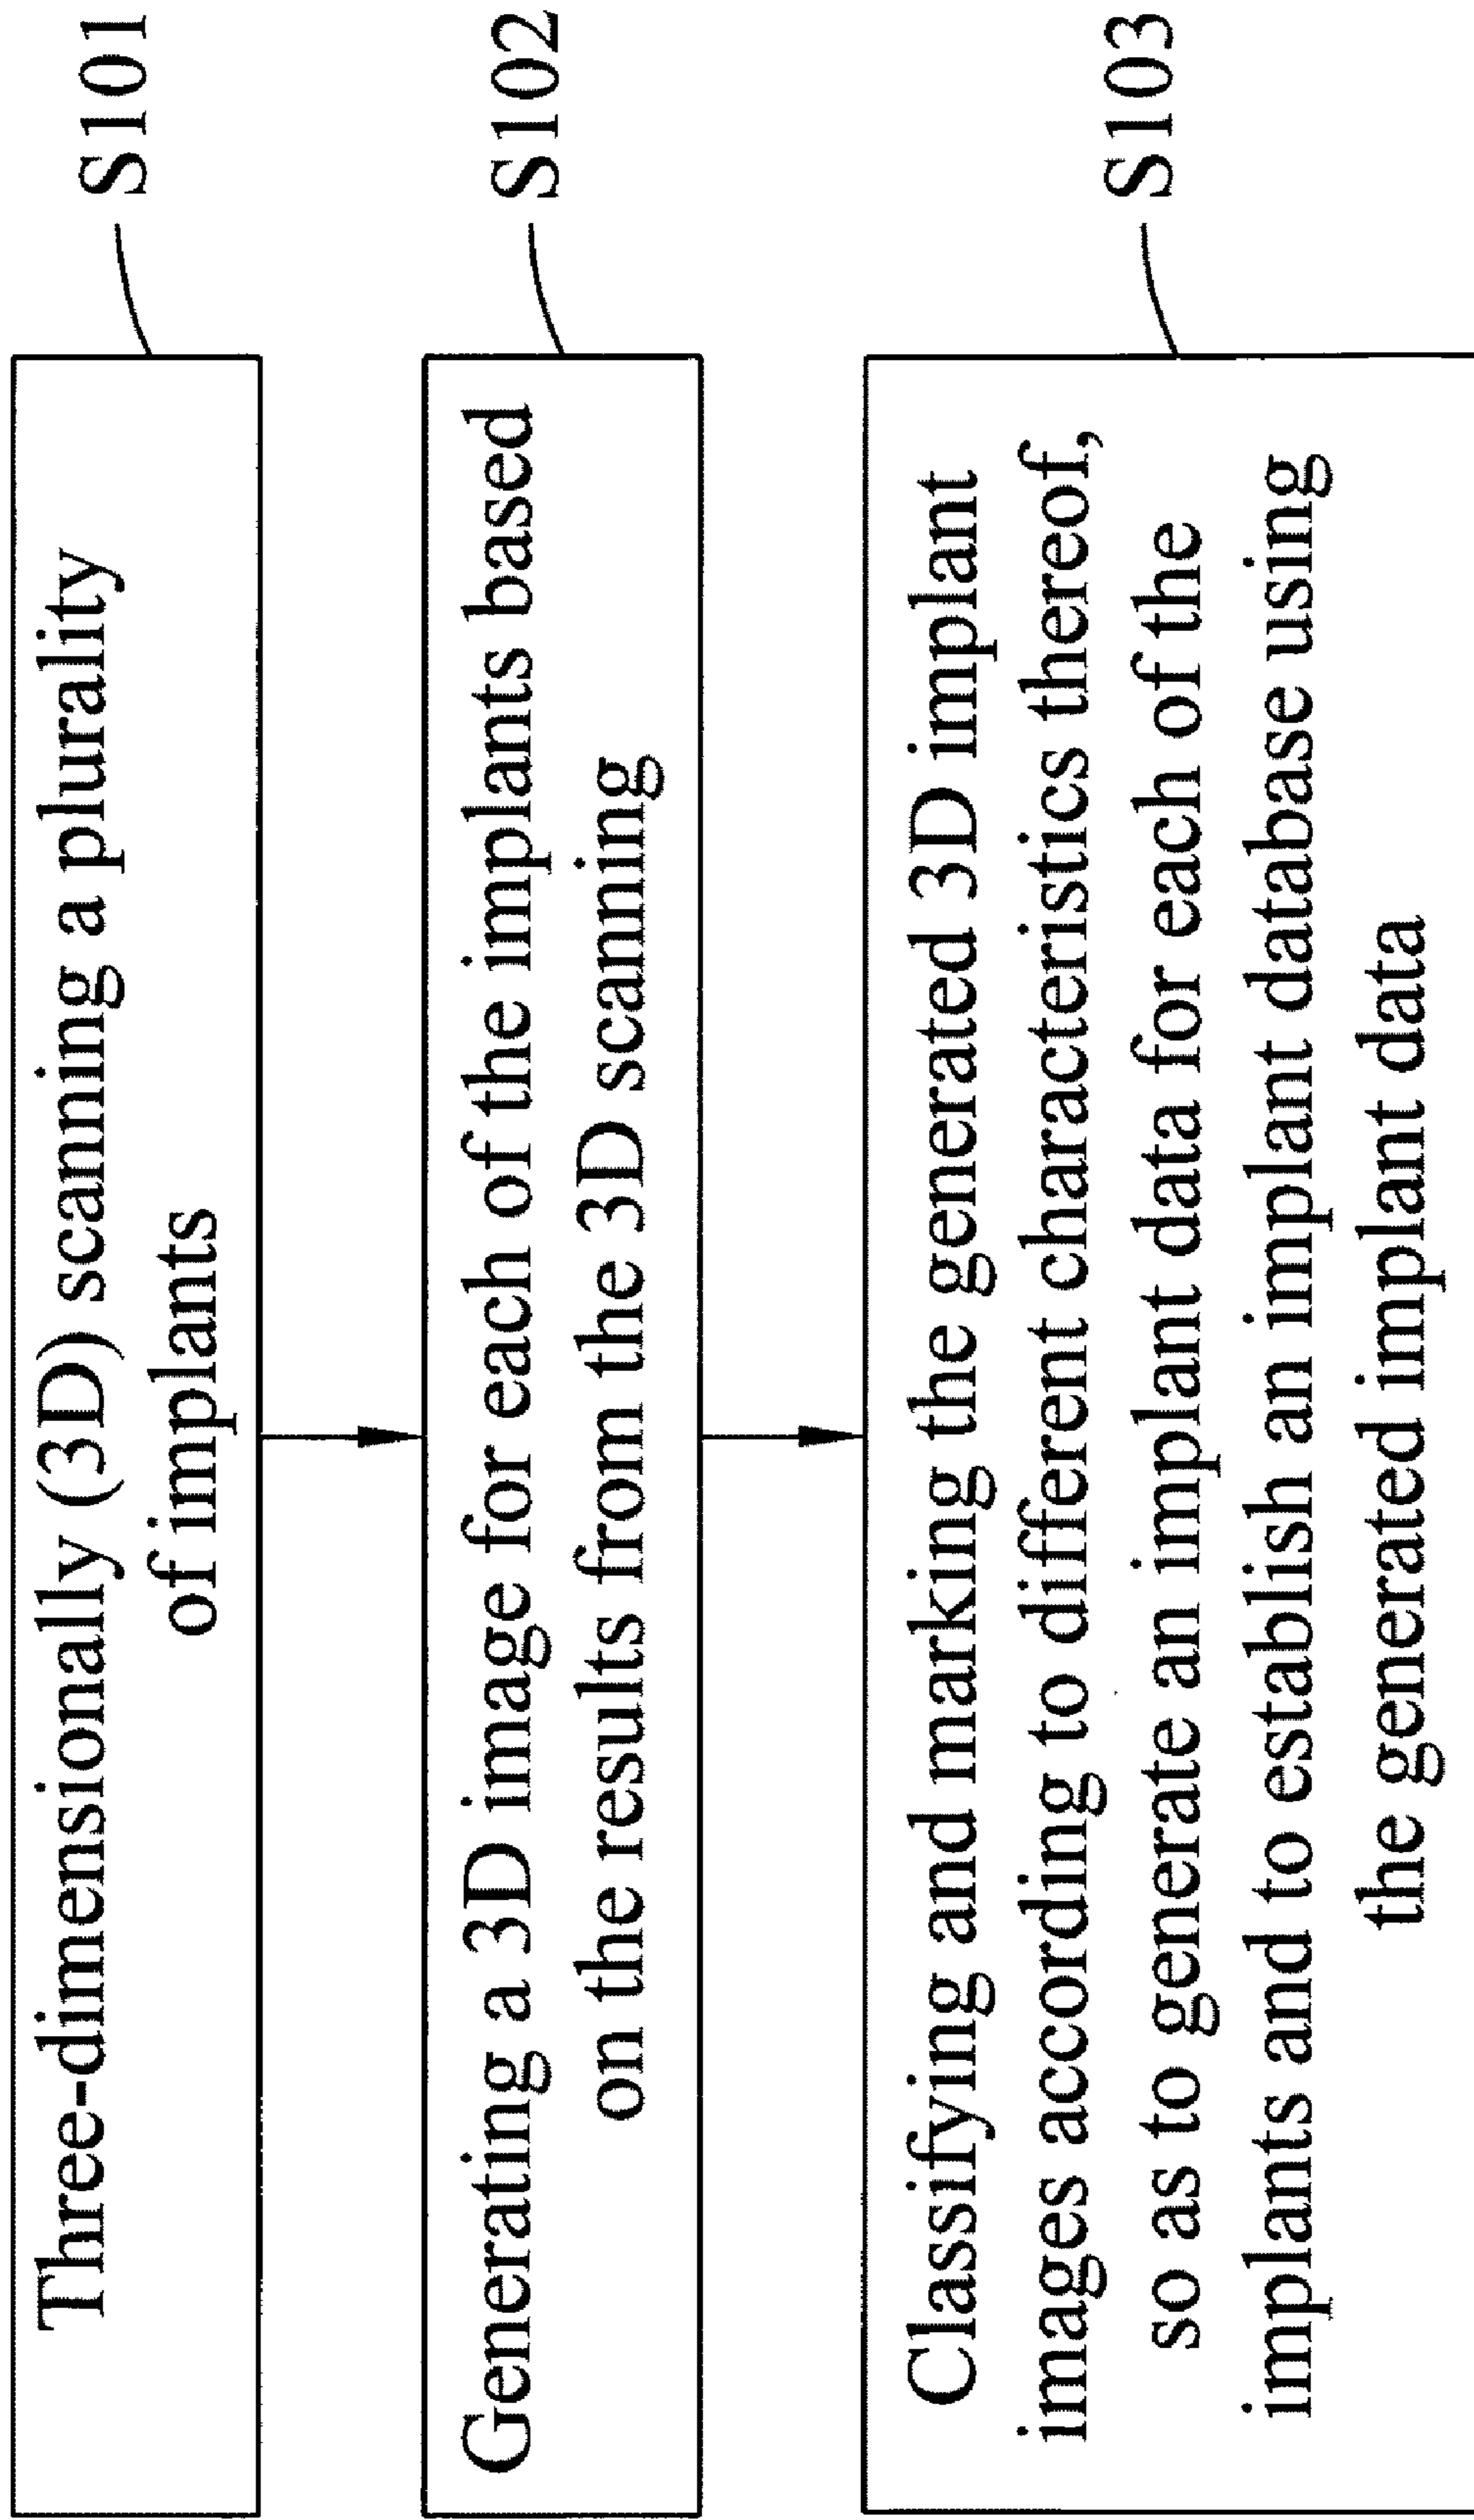 Three-dimensionally (3D) scanning a plurality
of implants
S101
Generating a 3D image for each of the implants based
on the results from the 3D scanning
S102
Classifying and marking the generated 3D implant
images according to different characteristics thereof,
so as to generate an implant data for each of the
implants and to establish an implant database using
the generated implant data
S103